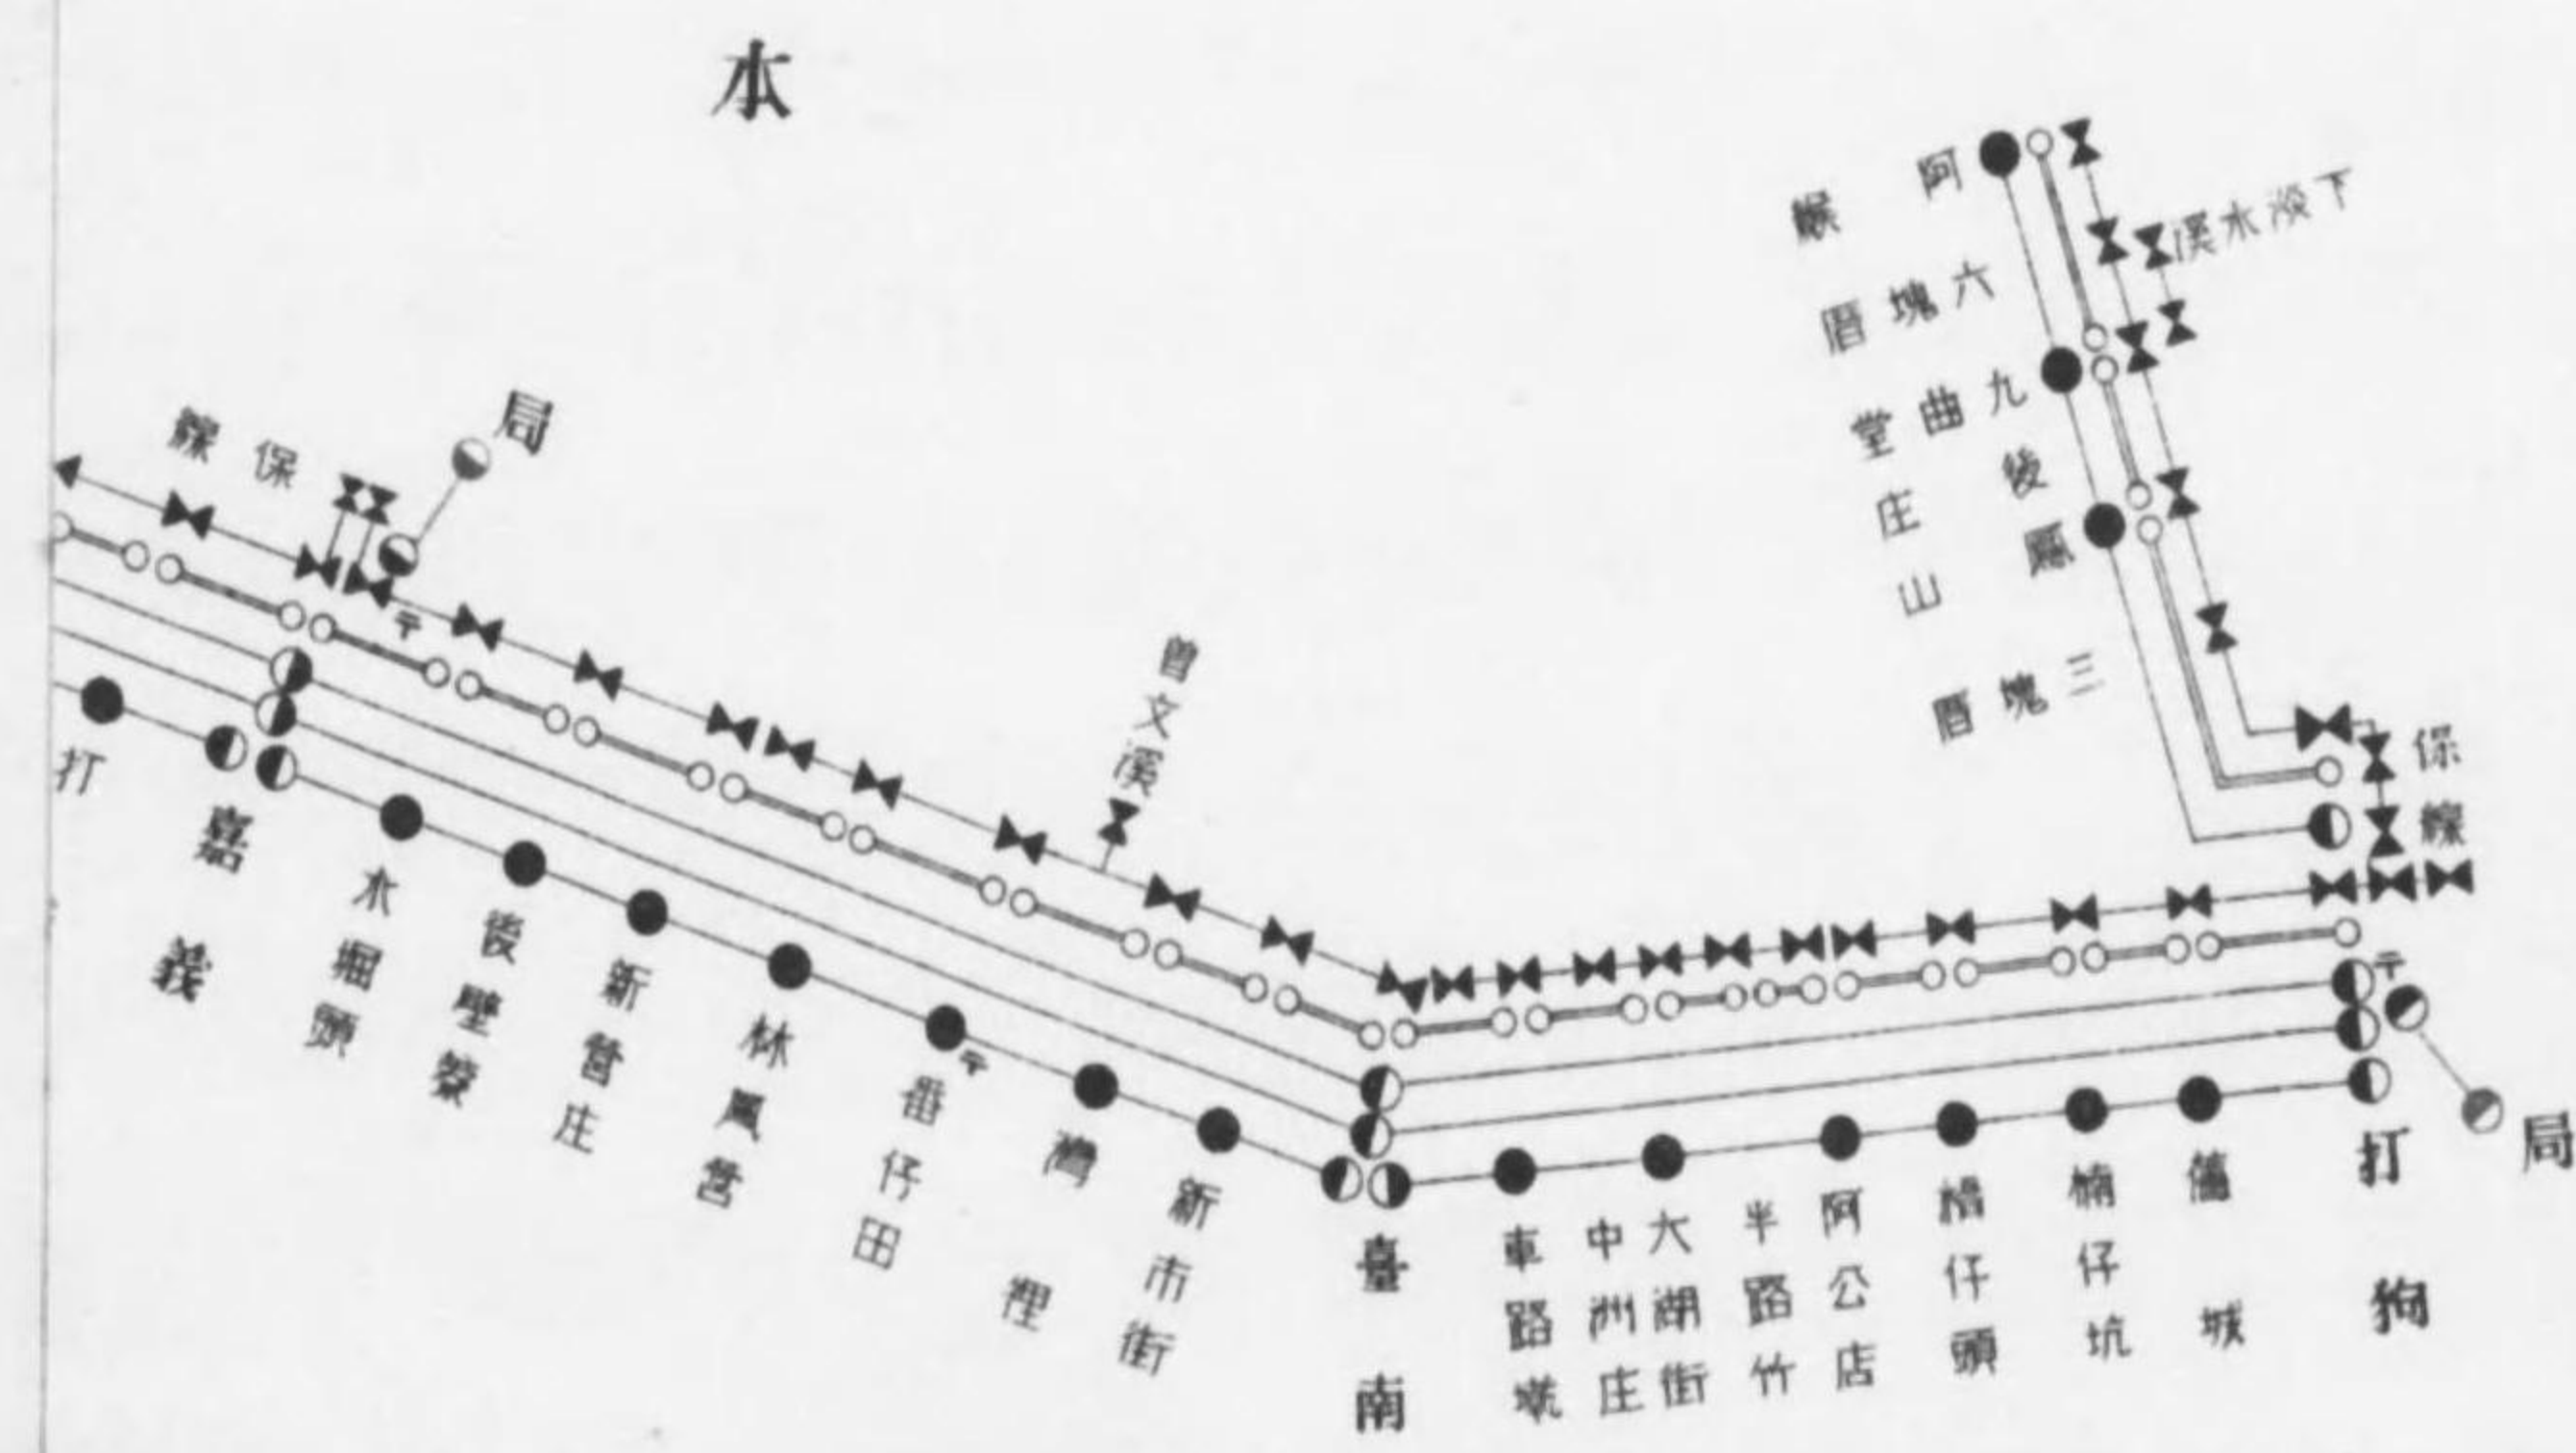 本
局
保線
打
嘉義
水堀頭
後壁藔
新營庄
林鳳營
番仔田
灣裡
新市街
曾文溪
臺南
車路墘
中洲庄
大湖街
半路竹
阿公店
橋仔頭
楠仔坑
舊城
打狗
局
保線
三塊厝
鳳山
後庄
九曲堂
六塊厝
阿緱
下淡水溪
〒
〒
〒